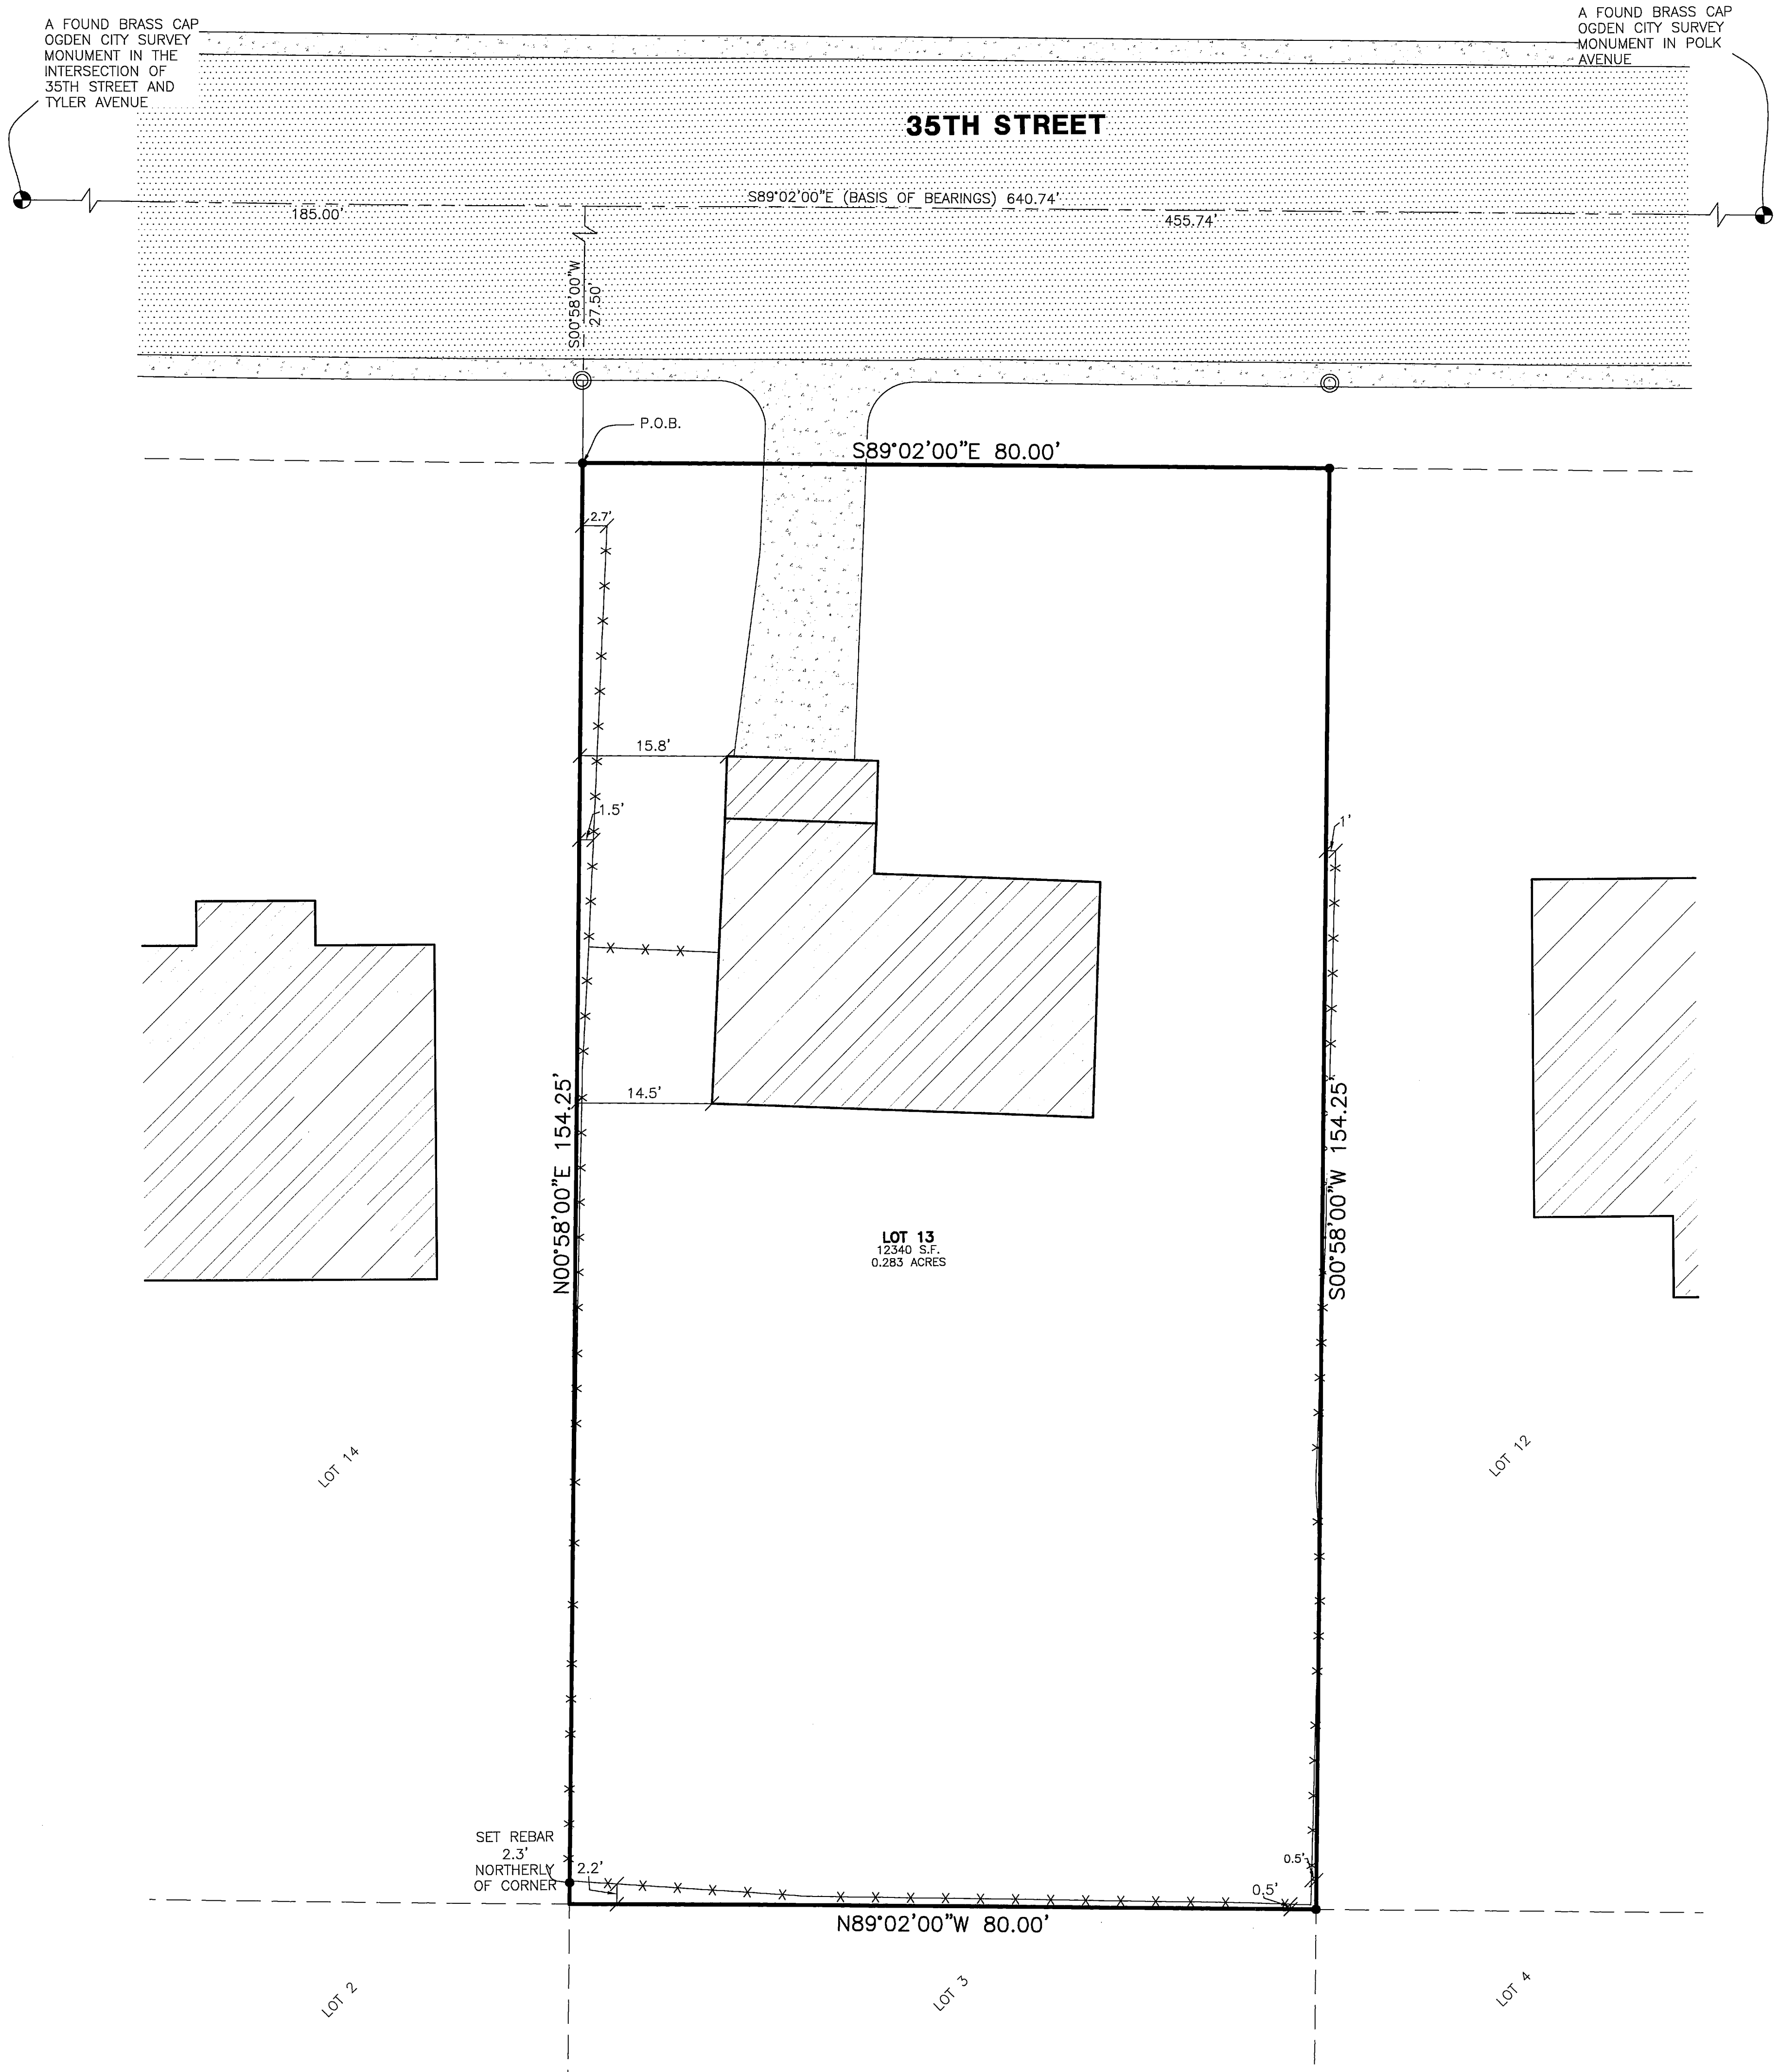 A FOUND BRASS CAP
OGDEN CITY SURVEY
MONUMENT IN THE
INTERSECTION OF
35TH STREET AND
TYLER AVENUE
A FOUND BRASS CAP
OGDEN CITY SURVEY
MONUMENT IN POLK
AVENUE
35TH STREET
S89°02'00"E (BASIS OF BEARINGS) 640.74'
185.00'
455.74'
S00°58'00"W
27.50'
P.O.B.
S89°02'00"E 80.00'
2.7'
15.8'
1.5'
1'
14.5'
N00°58'00"E 154.25'
S00°58'00"W 154.25'
LOT 13
12340 S.F.
0.283 ACRES
LOT 14
LOT 12
SET REBAR
2.3'
NORTHERLY
OF CORNER
2.2'
0.5'
0.5'
N89°02'00"W 80.00'
LOT 2
LOT 3
LOT 4